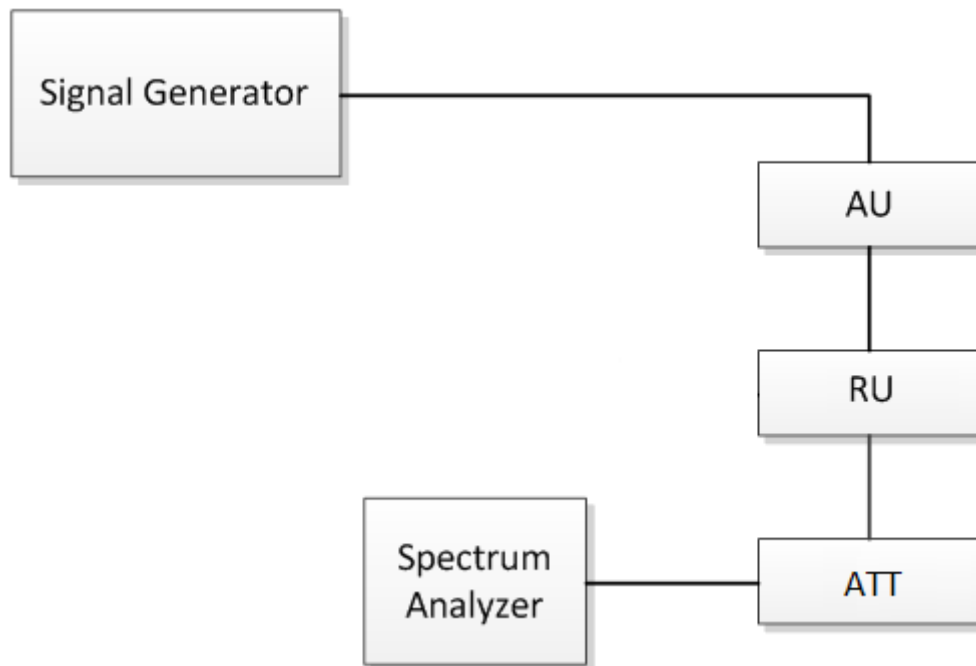 Signal Generator
AU
RU
Spectrum
Analyzer
ATT